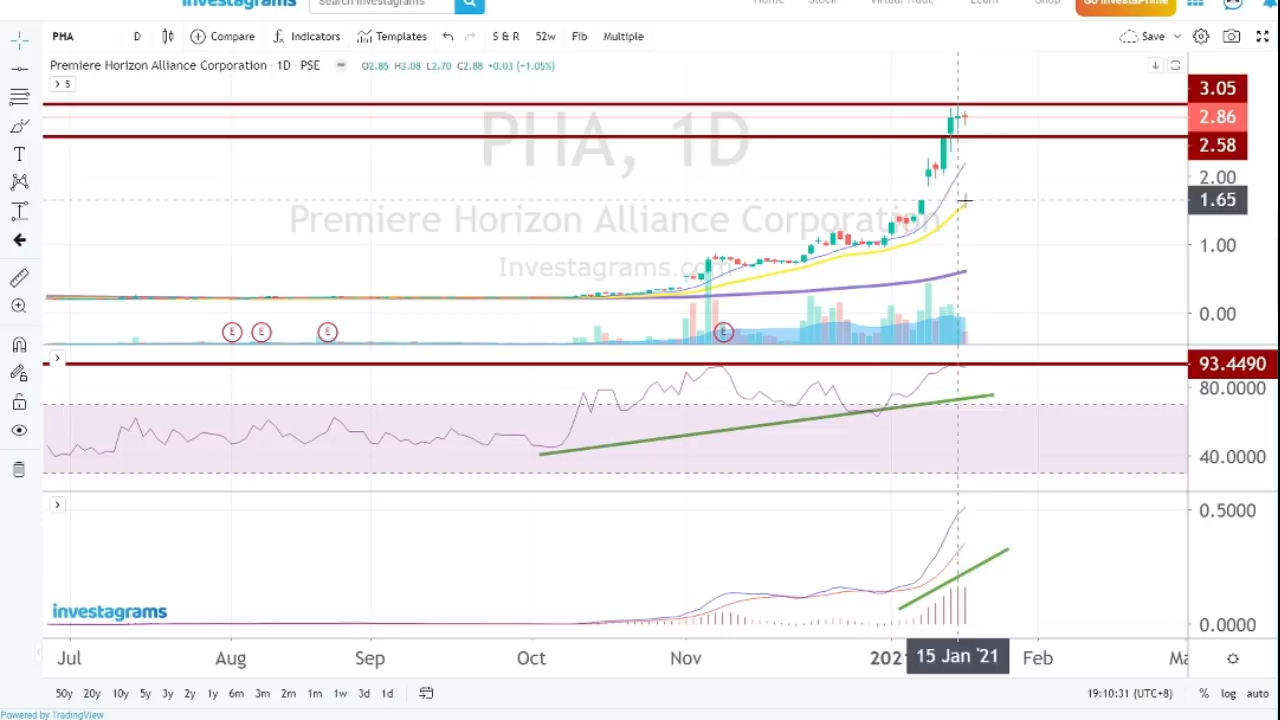 Investagrams Search Investagrams Home Stock Virtual Trade Learn Shop Go InvestaPrime
PHA D Compare Indicators Templates S & R 52w Fib Multiple Save
Premiere Horizon Alliance Corporation · 1D · PSE O2.85 H3.08 L2.70 C2.88 +0.03 (+1.05%)
5
3.05
2.86
2.58
PHA, 1D
2.00
1.65
Premiere Horizon Alliance Corporation
1.00
Investagrams.com
0.00
E E E E
93.4490
80.0000
40.0000
0.5000
investagrams
0.0000
Jul Aug Sep Oct Nov 202 15 Jan '21 Feb Ma
50y 20y 10y 5y 3y 2y 1y 6m 3m 2m 1m 1w 3d 1d 19:10:31 (UTC+8) % log auto
Powered by TradingView